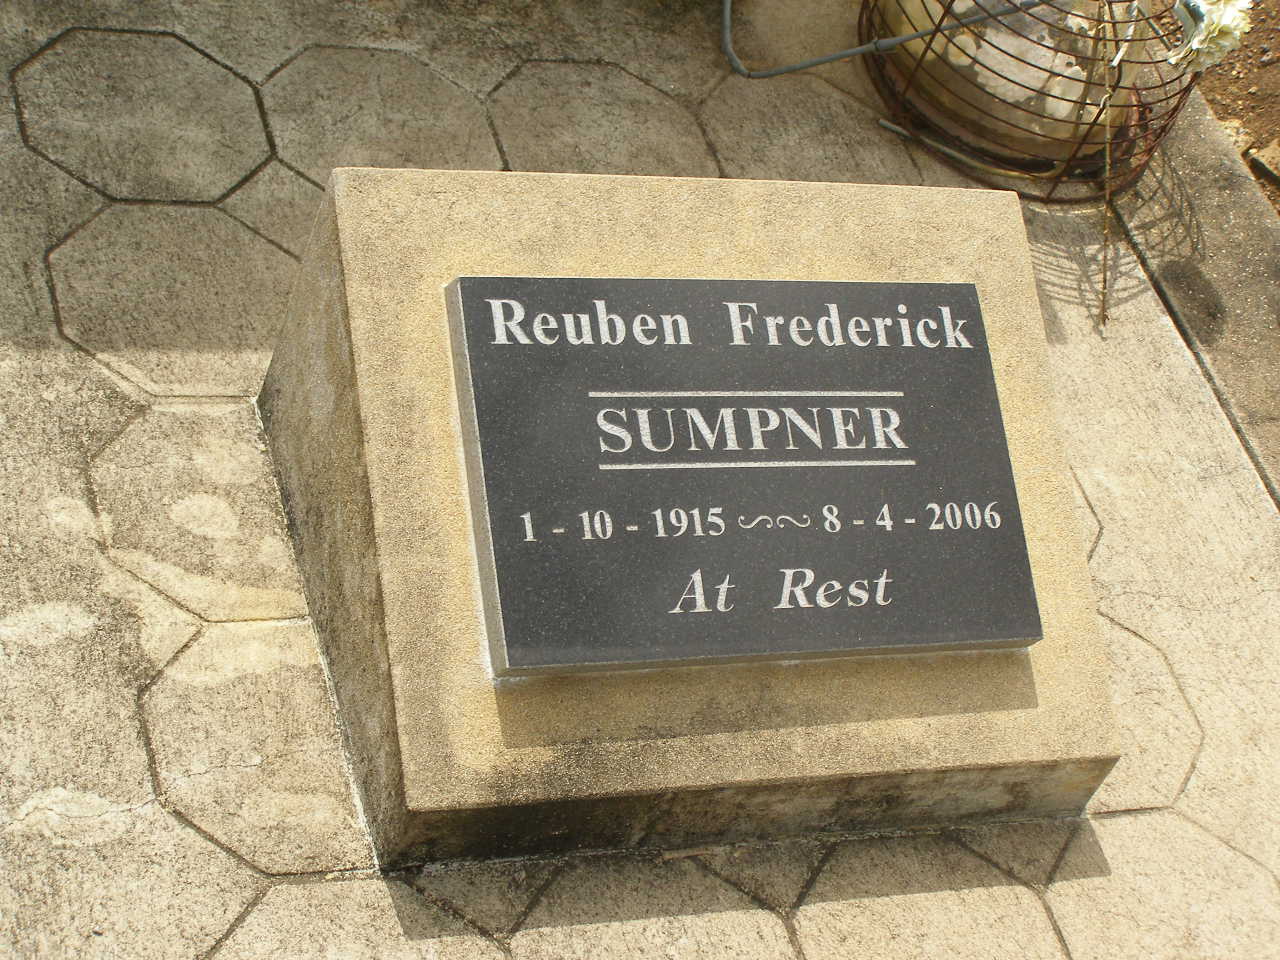 Reuben Frederick
SUMPNER
1 - 10 - 1915 ~~ 8 - 4 - 2006
At Rest